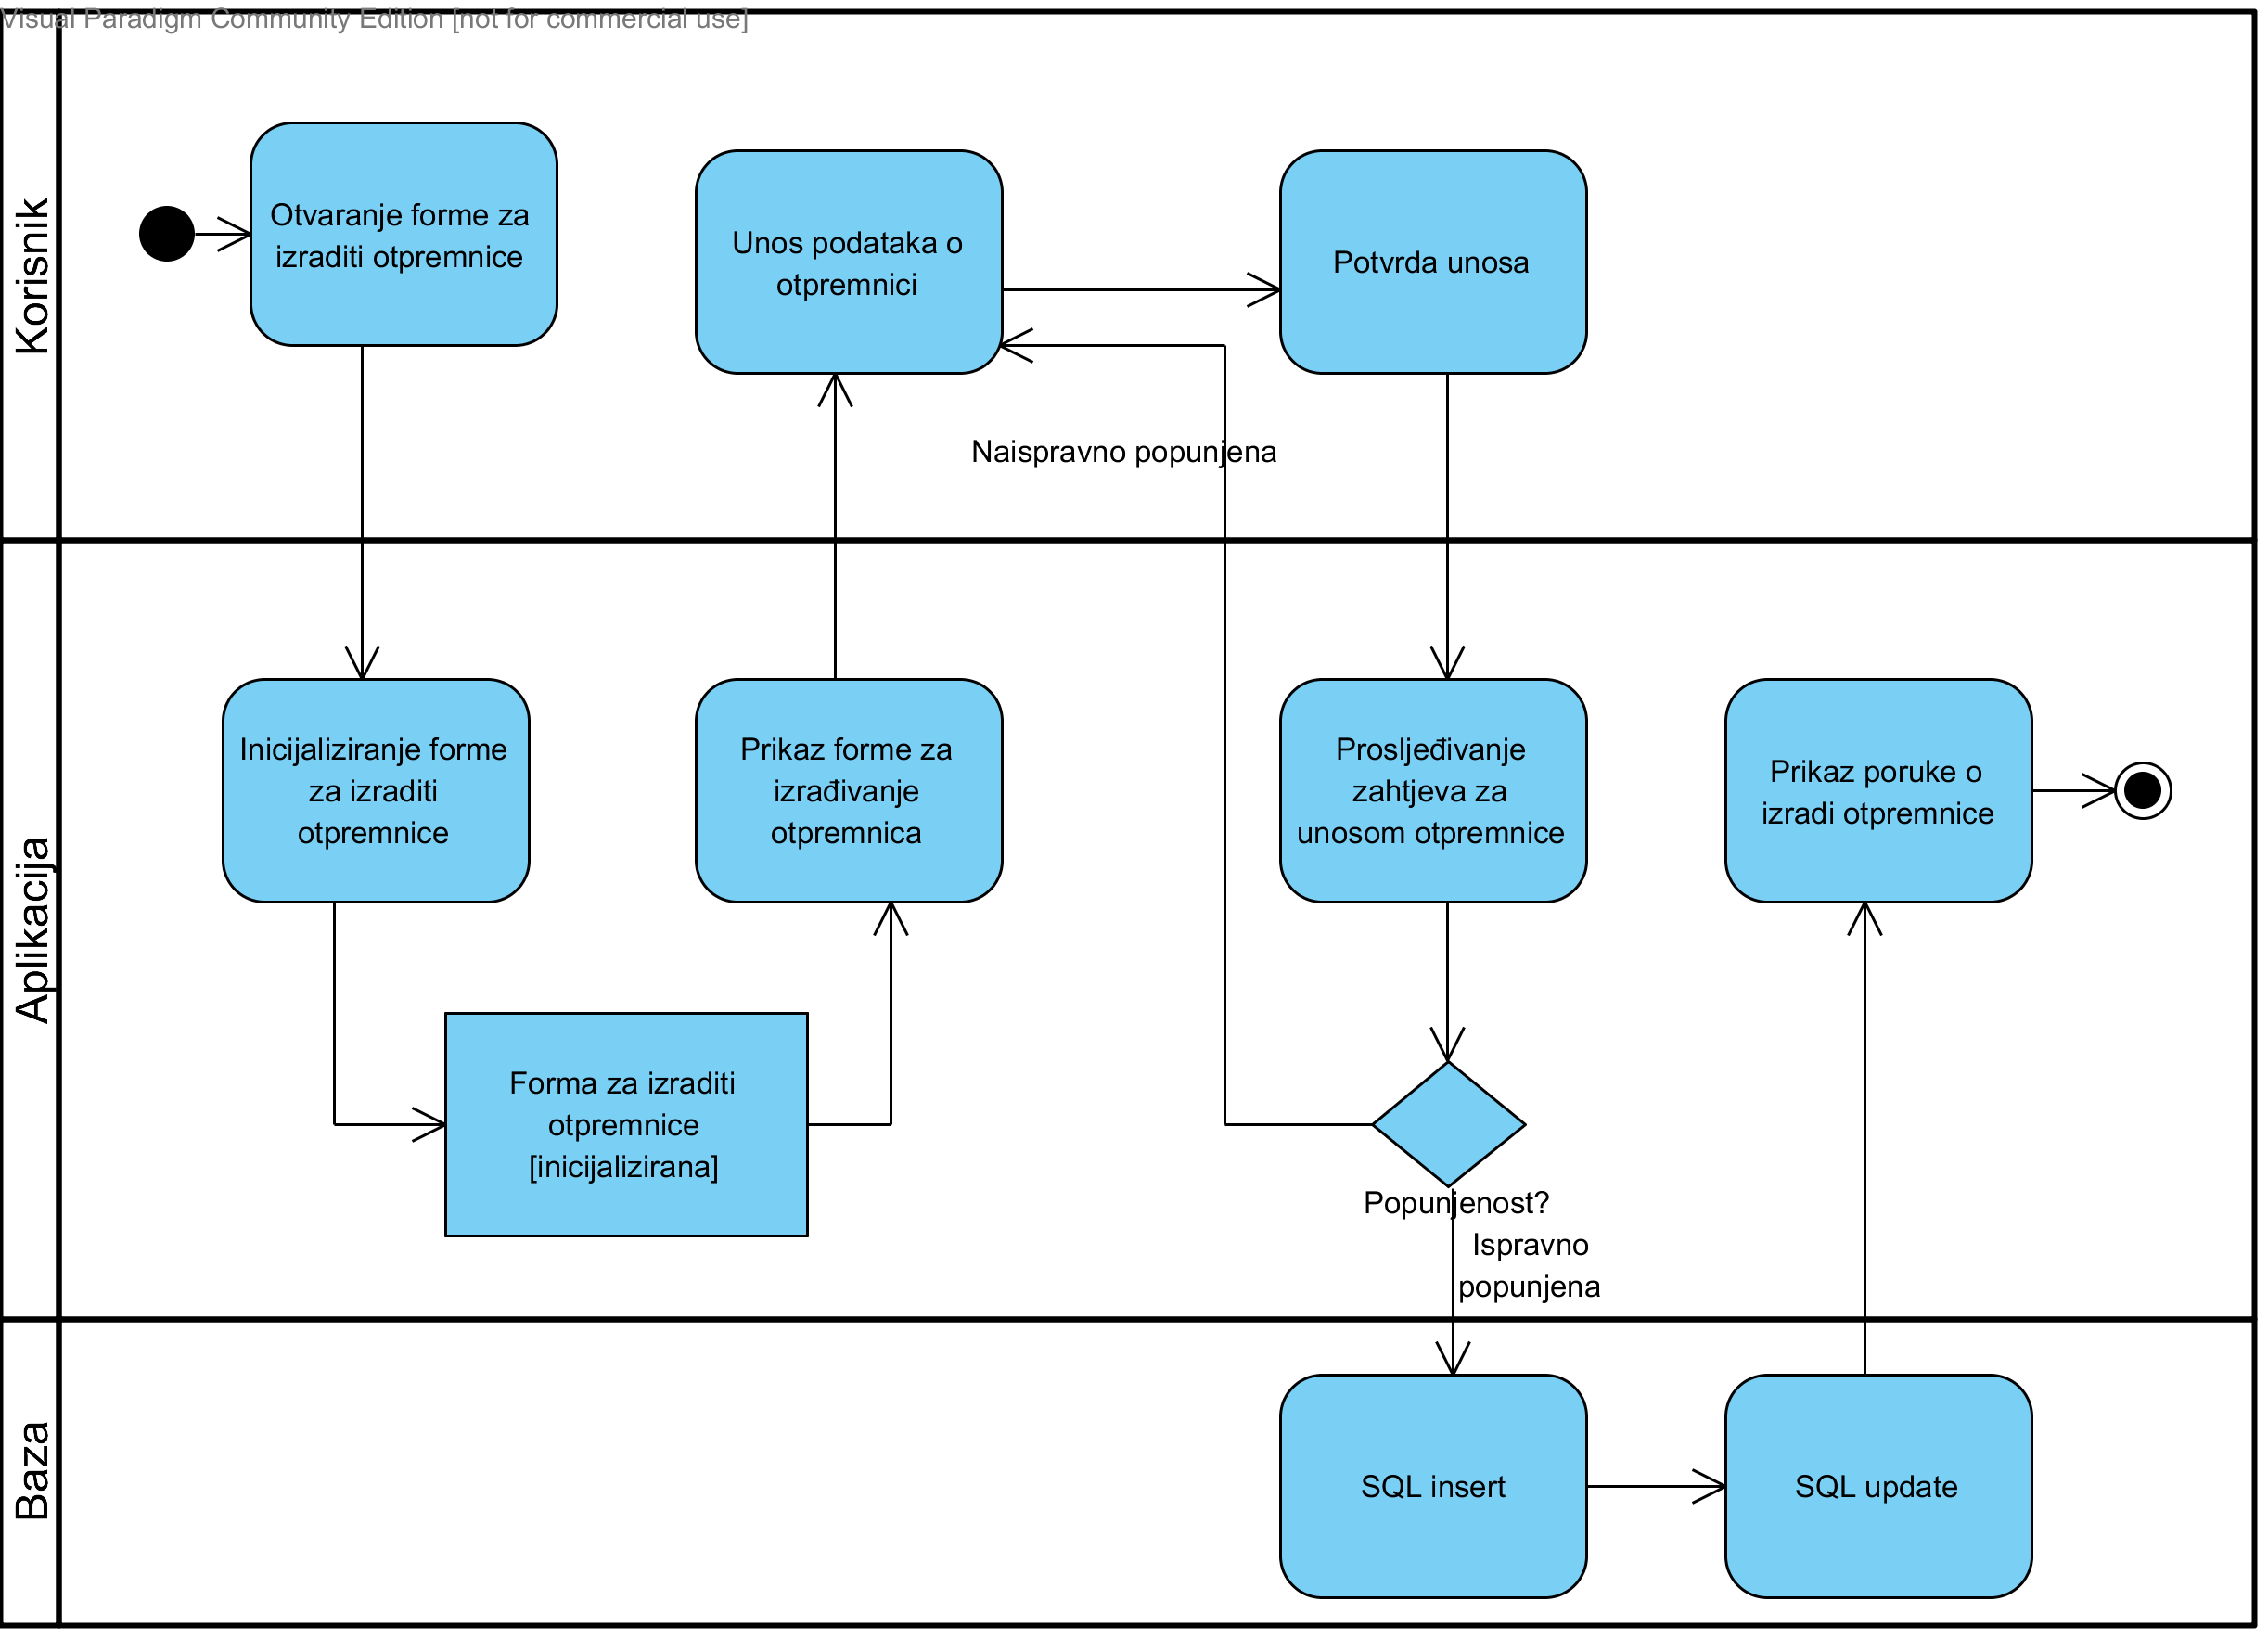 Visual Paradigm Community Edition [not for commercial use]
Korisnik
Otvaranje forme za
izraditi otpremnice
Unos podataka o
otpremnici
Potvrda unosa
Naispravno popunjena
Aplikacija
Inicijaliziranje forme
za izraditi
otpremnice
Prikaz forme za
izrađivanje
otpremnica
Prosljeđivanje
zahtjeva za
unosom otpremnice
Prikaz poruke o
izradi otpremnice
Forma za izraditi
otpremnice
[inicijalizirana]
Popunjenost?
Ispravno
popunjena
Baza
SQL insert
SQL update